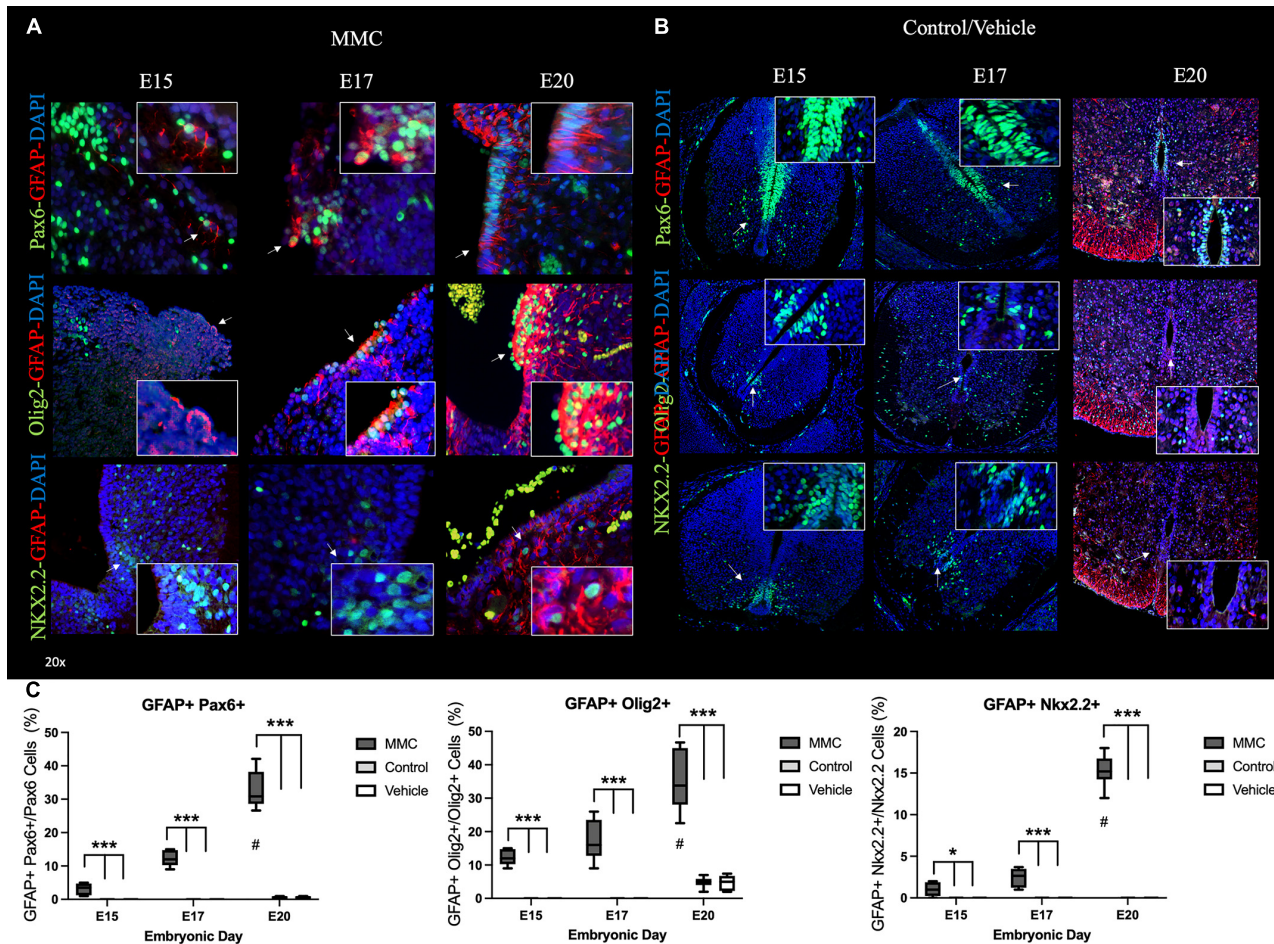 A
B
MMC
Control/Vehicle
E15
E17
E20
E15
E17
E20
Pax6-GFAP-DAPI
Olig2-GFAP-DAPI
NKX2.2-GFAP-DAPI
Pax6-GFAP-DAPI
Olig2-GFAP-DAPI
NKX2.2-GFAP-DAPI
20x
C
GFAP+ Pax6+
GFAP+ Pax6+/Pax6 Cells (%)
50
40
30
20
10
0
***
***
***
#
E15
E17
E20
Embryonic Day
MMC
Control
Vehicle
GFAP+ Olig2+
GFAP+ Olig2+/Olig2+ Cells (%)
50
40
30
20
10
0
***
***
***
#
E15
E17
E20
Embryonic Day
MMC
Control
Vehicle
GFAP+ Nkx2.2+
GFAP+ Nkx2.2+/Nkx2.2 Cells (%)
20
15
10
5
0
*
***
***
#
E15
E17
E20
Embryonic Day
MMC
Control
Vehicle